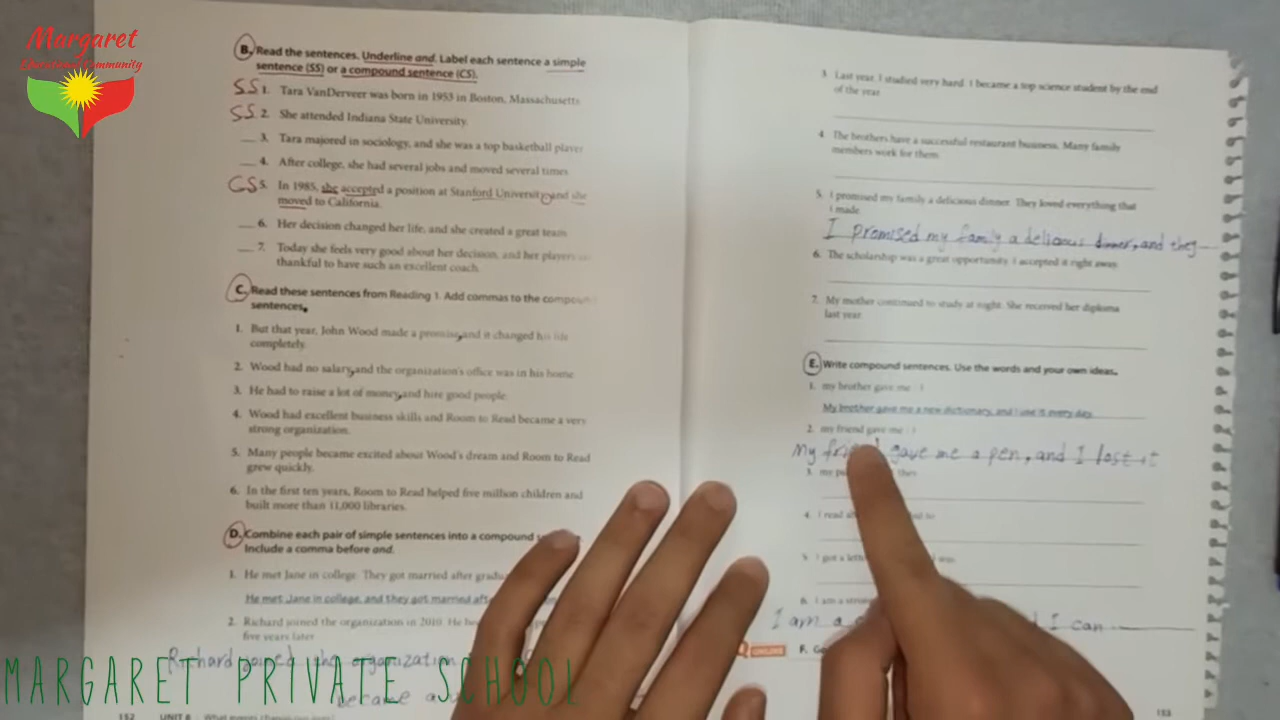 Margaret
Educational Community
B. Read the sentences. Underline and. Label each sentence a simple
sentence (SS) or a compound sentence (CS).
SS 1. Tara VanDerveer was born in 1953 in Boston, Massachusetts
SS 2. She attended Indiana State University.
3. Tara majored in sociology, and she was a top basketball player
4. After college, she had several jobs and moved several times
CS 5. In 1985, she accepted a position at Stanford University and she
moved to California.
6. Her decision changed her life, and she created a great team
7. Today she feels very good about her decision, and her players
thankful to have such an excellent coach.
C. Read these sentences from Reading 1. Add commas to the compound
sentences.
1. But that year, John Wood made a promise, and it changed his life
completely.
2. Wood had no salary, and the organization's office was in his home
3. He had to raise a lot of money, and hire good people.
4. Wood had excellent business skills and Room to Read became a very
strong organization.
5. Many people became excited about Wood's dream and Room to Read
grew quickly.
6. In the first ten years, Room to Read helped five million children and
built more than 11,000 libraries.
D. Combine each pair of simple sentences into a compound
Include a comma before and.
1. He met Jane in college. They got married after
He met Jane in college, and they got married
2. Richard joined the organization in 2010. He
five years later
Richard joined the organization
became a
152 UNIT 8 What
3. Last year, I studied very hard. I became a top science student by the end
of the year
4. The brothers have a successful restaurant business. Many family
members work for them.
5. I promised my family a delicious dinner. They loved everything that
I made
I promised my family a delicious dinner, and they
6. The scholarship was a great opportunity. I accepted it right away
7. My mother continued to study at night. She received her diploma
last year.
E. Write compound sentences. Use the words and your own ideas.
1. my brother gave me / I
My brother gave me a new dictionary, and I use it every day.
2. my friend gave me / I
My friend gave me a pen, and I lost it
3. my
4. I read
5. I got a
6. I am a
I am a I can
Q ONLINE F.
153
MARGARET PRIVATE SCHOOL